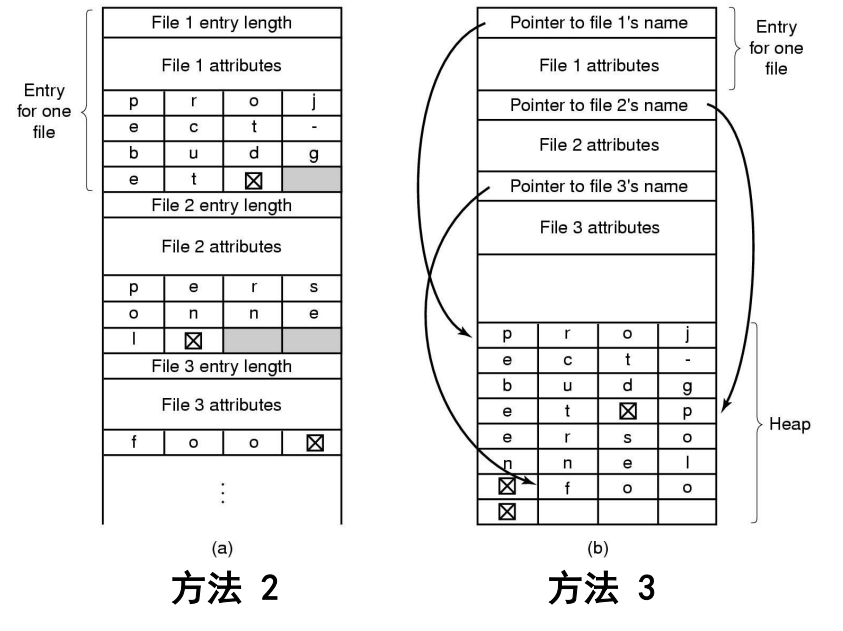 File 1 entry length
File 1 attributes
Entry
for one
file
p r o j
e c t -
b u d g
e t ☒
File 2 entry length
File 2 attributes
p e r s
o n n e
l ☒
File 3 entry length
File 3 attributes
f o o ☒
⋮
(a)
方法 2
Pointer to file 1's name
File 1 attributes
Entry
for one
file
Pointer to file 2's name
File 2 attributes
Pointer to file 3's name
File 3 attributes
p r o j
e c t -
b u d g
e t ☒ p
e r s o
n n e l
☒ f o o
☒
Heap
(b)
方法 3